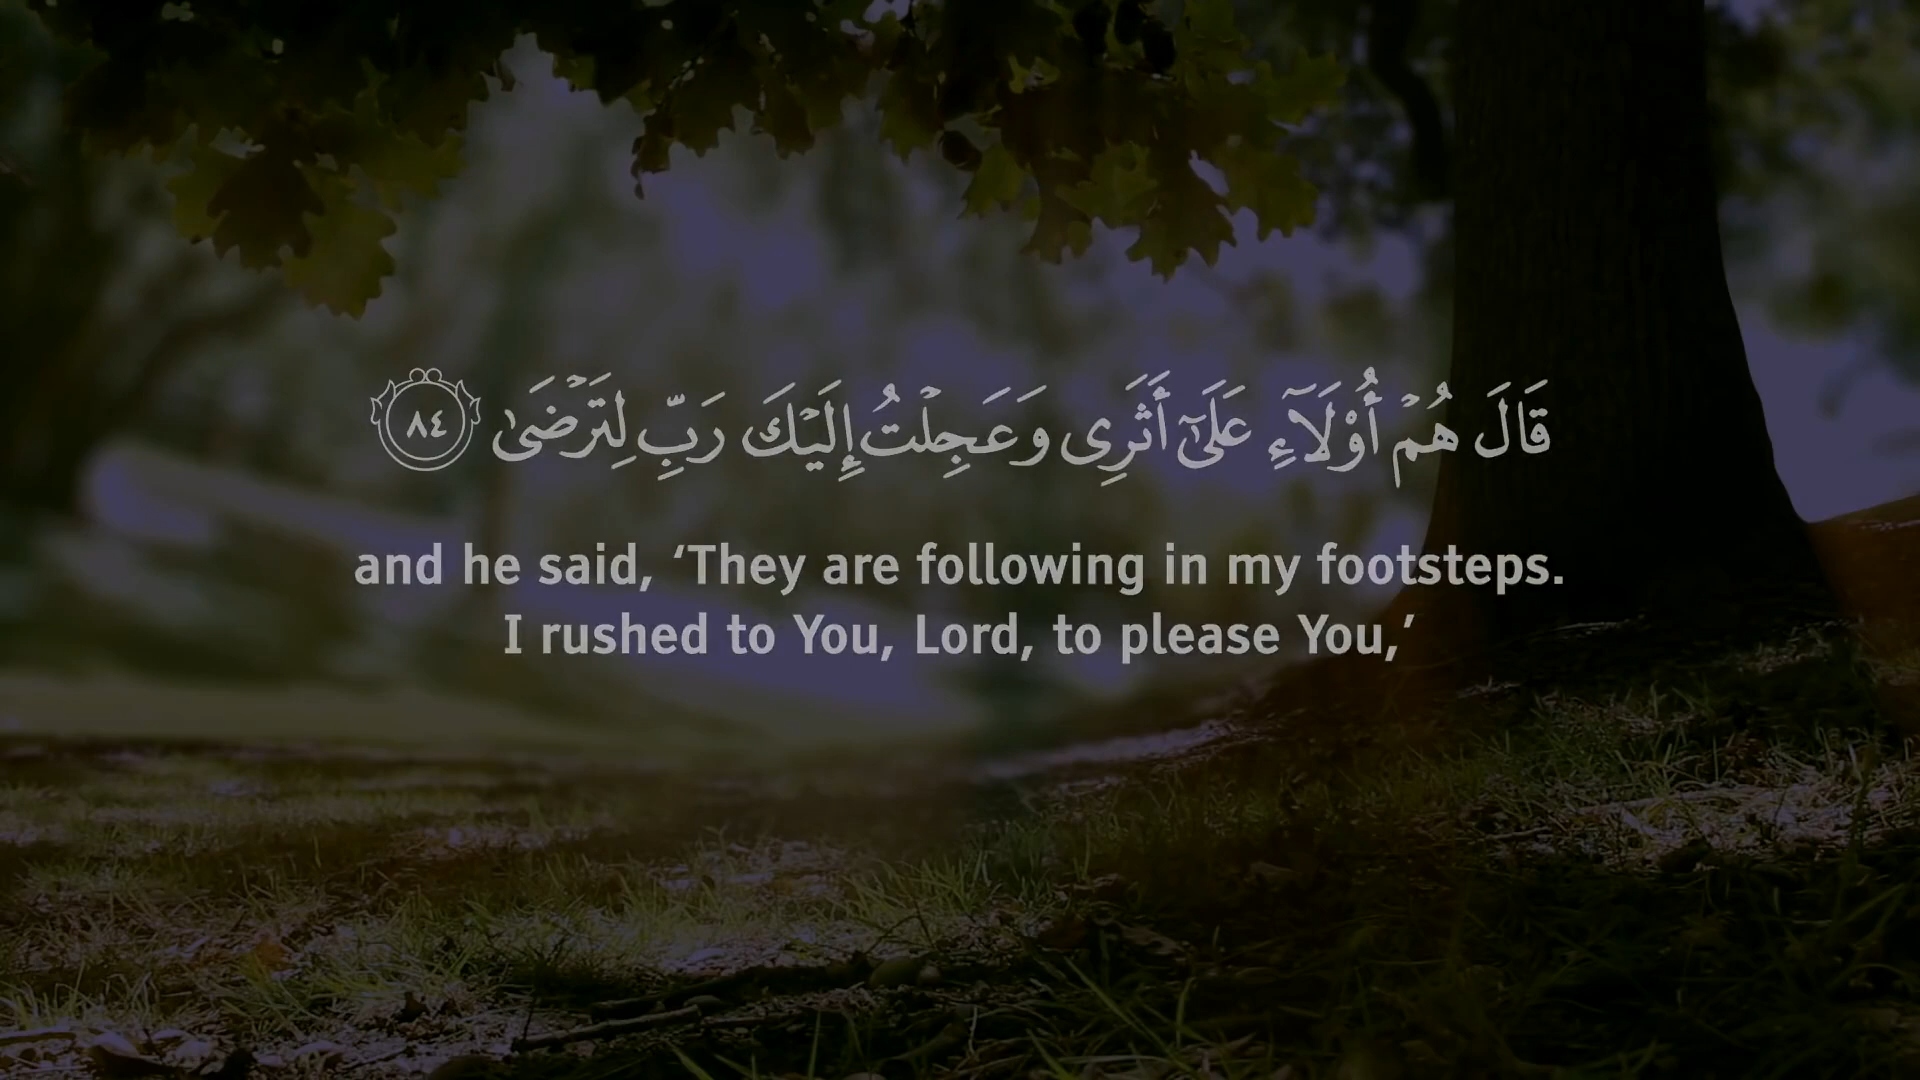 قَالَ هُمۡ أُوْلَآءِ عَلَىٰٓ أَثَرِى وَعَجِلۡتُ إِلَيۡكَ رَبِّ لِتَرۡضَىٰ ٨٤
and he said, ‘They are following in my footsteps.
I rushed to You, Lord, to please You,’